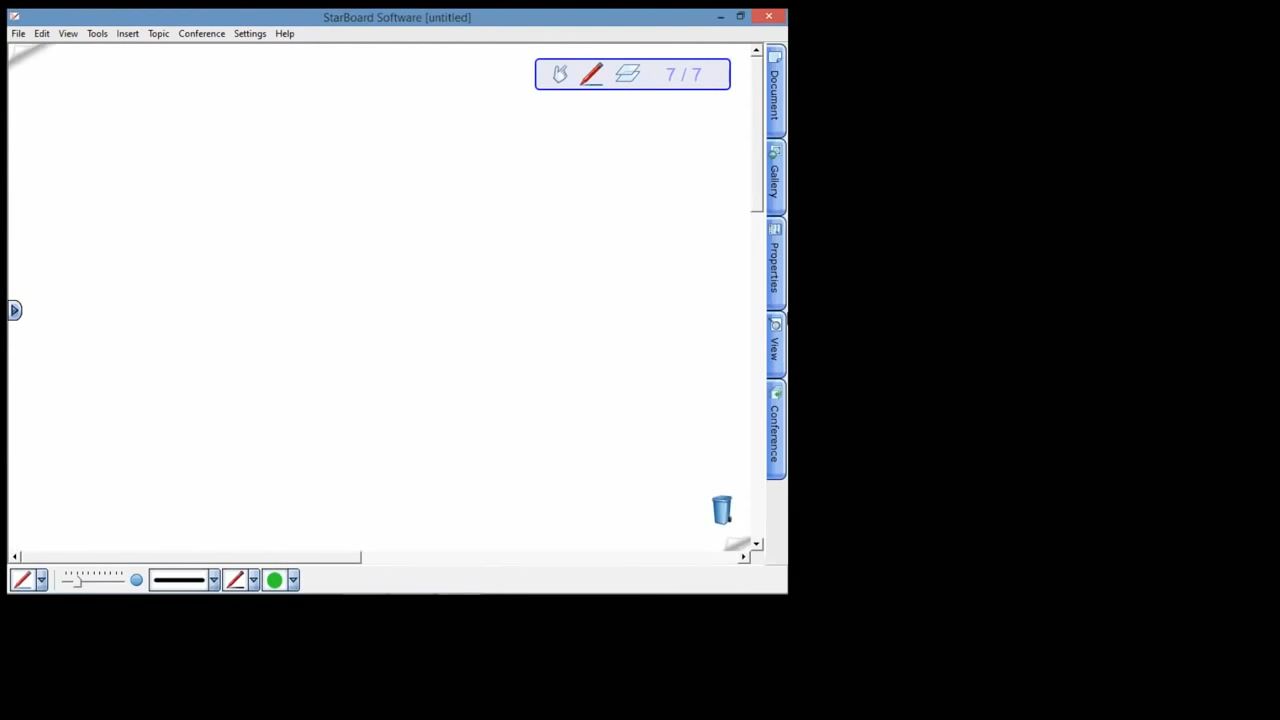 StarBoard Software [untitled]
File Edit View Tools Insert Topic Conference Settings Help
7 / 7
Document
Gallery
Properties
View
Conference